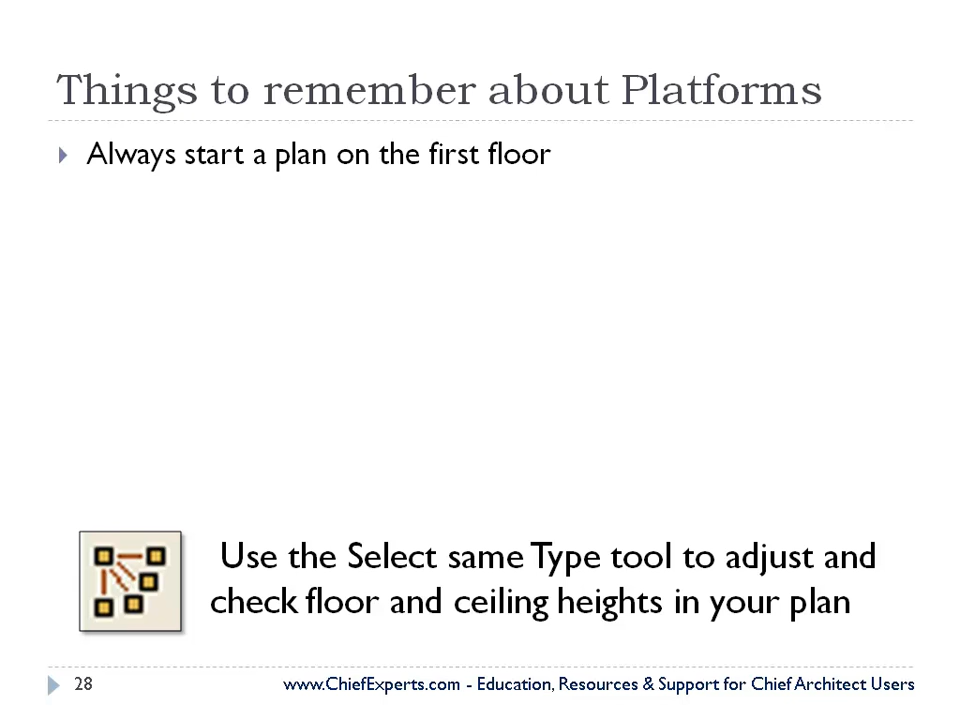 Things to remember about Platforms
Always start a plan on the first floor
Use the Select same Type tool to adjust and
check floor and ceiling heights in your plan
28
www.ChiefExperts.com - Education, Resources & Support for Chief Architect Users